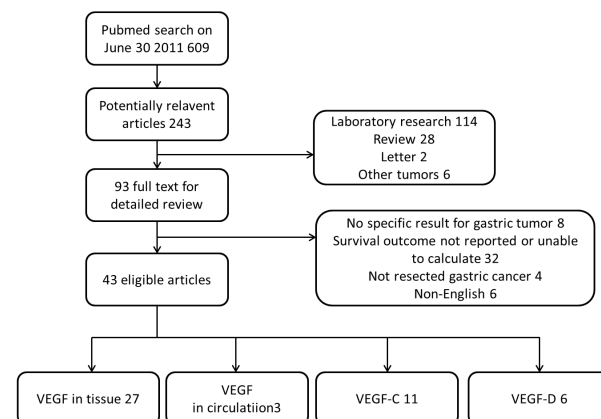 Pubmed search on
June 30 2011 609
Potentially relavent
articles 243
Laboratory research 114
Review 28
Letter 2
Other tumors 6
93 full text for
detailed review
No specific result for gastric tumor 8
Survival outcome not reported or unable
to calculate 32
Not resected gastric cancer 4
Non-English 6
43 eligible articles
VEGF in tissue 27
VEGF
in circulatiion3
VEGF-C 11
VEGF-D 6